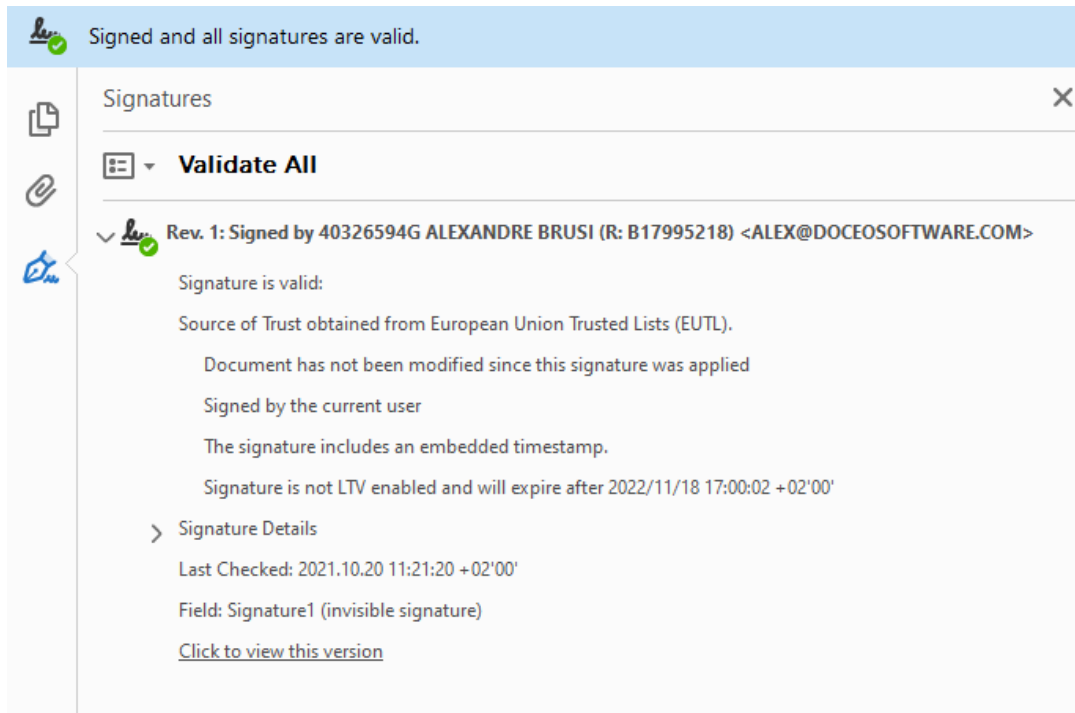 Signed and all signatures are valid.
Signatures
Validate All
Rev. 1: Signed by 40326594G ALEXANDRE BRUSI (R: B17995218) <ALEX@DOCEOSOFTWARE.COM>
Signature is valid:
Source of Trust obtained from European Union Trusted Lists (EUTL).
Document has not been modified since this signature was applied
Signed by the current user
The signature includes an embedded timestamp.
Signature is not LTV enabled and will expire after 2022/11/18 17:00:02 +02'00'
Signature Details
Last Checked: 2021.10.20 11:21:20 +02'00'
Field: Signature1 (invisible signature)
Click to view this version